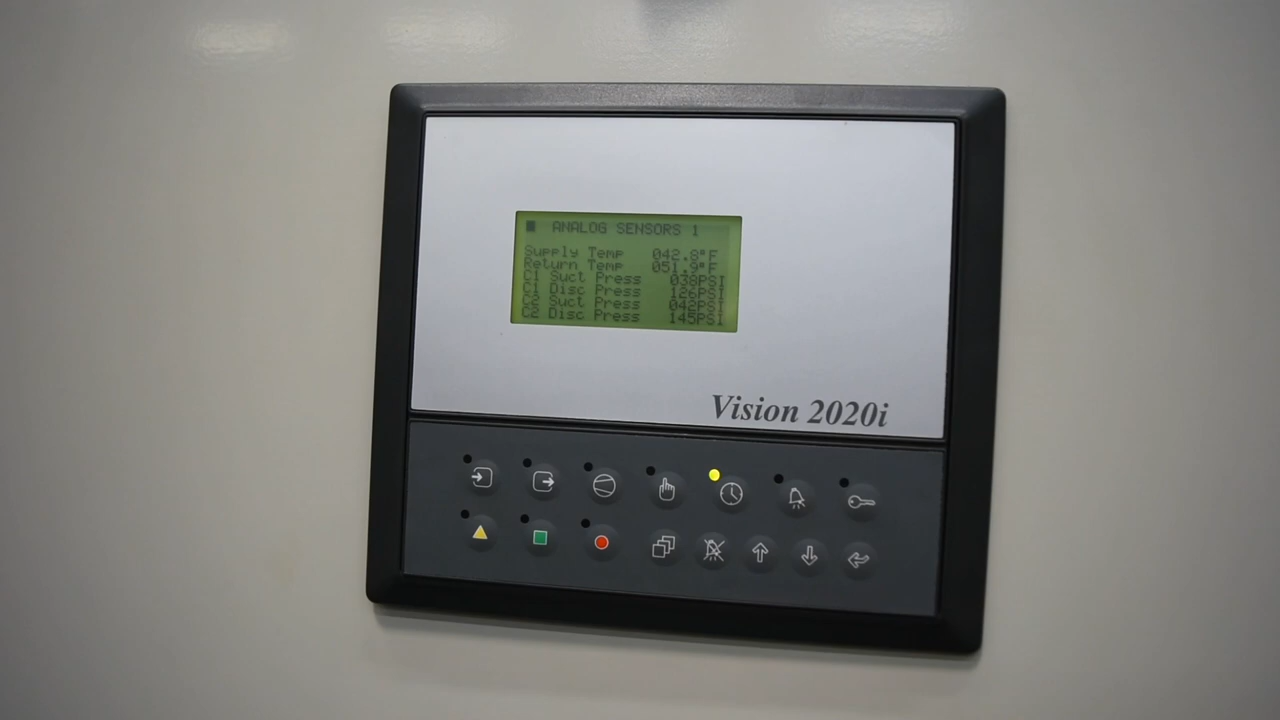 ANALOG SENSORS 1
Supply Temp 042.8°F
Return Temp 051.9°F
C1 Suct Press 038PSI
C1 Disc Press 126PSI
C2 Suct Press 042PSI
C2 Disc Press 145PSI
Vision 2020i